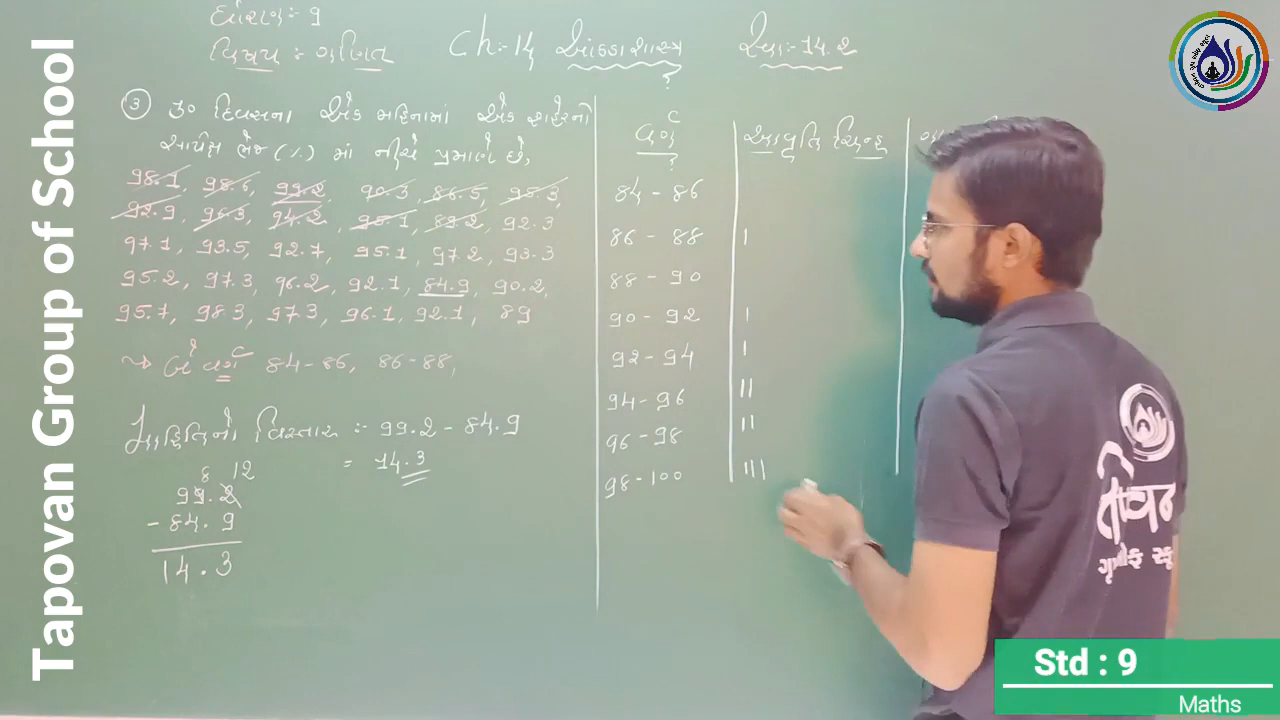 Tapovan Group of School
ધોરણ :- 9
વિષય : ગણિત
Ch:-14 આંકડાશાસ્ત્ર
સ્વા:-14.2
③ 30 દિવસના એક મહિનામાં એક શહેરનો
સાપેક્ષ ભેજ (%) માં નીચે પ્રમાણે છે,
98.1, 98.6, 99.2, 90.3, 86.5, 95.3,
92.9, 96.3, 94.2, 95.1, 89.2, 92.3
97.1, 93.5, 92.7, 95.1, 97.2, 93.3
95.2, 97.3, 96.2, 92.1, 84.9, 90.2,
95.7, 98.3, 97.3, 96.1, 92.1, 89
બે વર્ગ 84-86, 86-88,
માહિતીનો વિસ્તાર :- 99.2 - 84.9
= 14.3
8 12
99.2
- 84.9
14.3
વર્ગ
આવૃત્તિ ચિન્હ
84 - 86
86 - 88 |
88 - 90
90 - 92 |
92 - 94 |
94 - 96 ||
96 - 98 ||
98 - 100 |||
તપોવન
ગ્રુપ ઓફ સ્કૂ
Std : 9
Maths